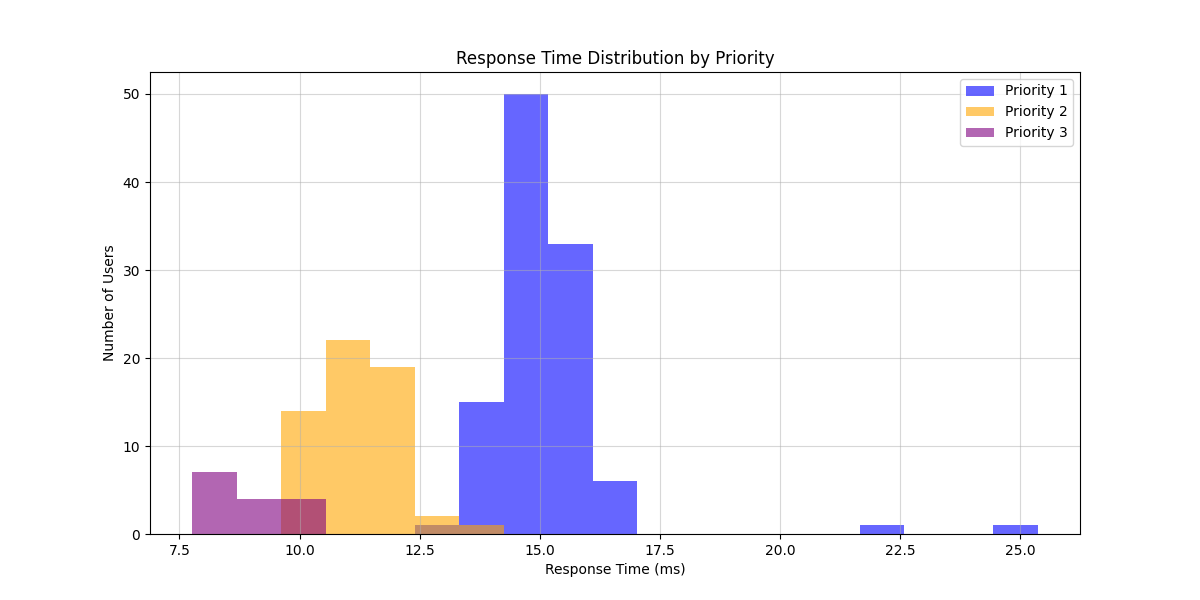 Response Time Distribution by Priority
Priority 1
Priority 2
Priority 3
Number of Users
50
40
30
20
10
0
7.5 10.0 12.5 15.0 17.5 20.0 22.5 25.0
Response Time (ms)